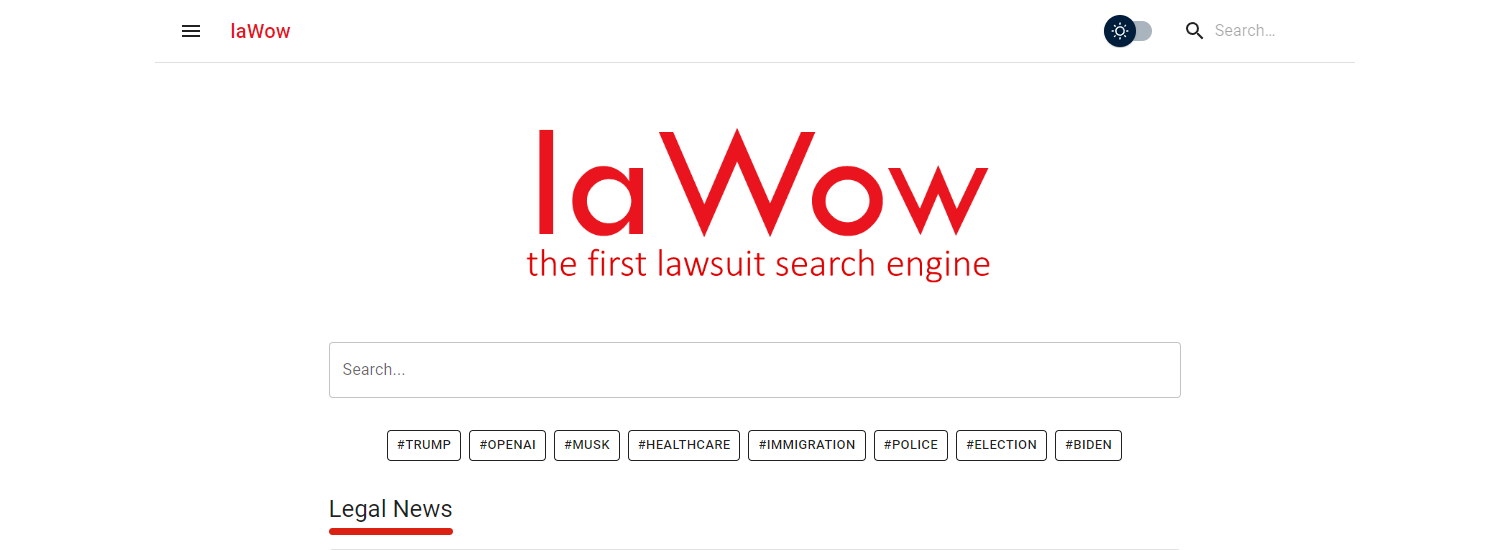 laWow
Search...
laWow
the first lawsuit search engine
Search...
#TRUMP #OPENAI #MUSK #HEALTHCARE #IMMIGRATION #POLICE #ELECTION #BIDEN
Legal News